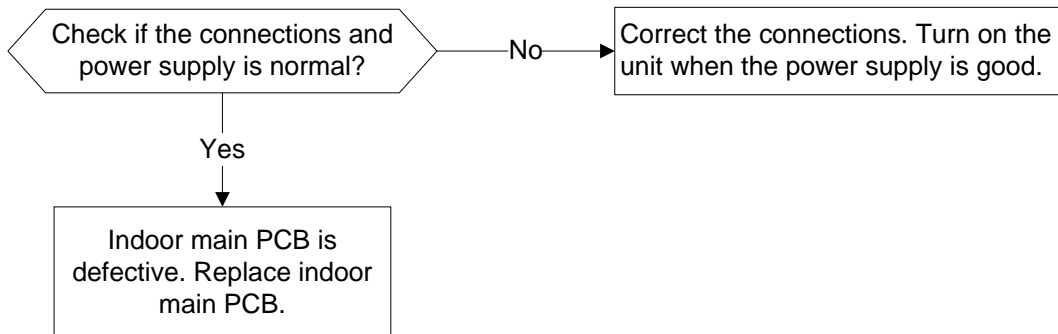 Check if the connections and
power supply is normal?
No
Correct the connections. Turn on the
unit when the power supply is good.
Yes
Indoor main PCB is
defective. Replace indoor
main PCB.